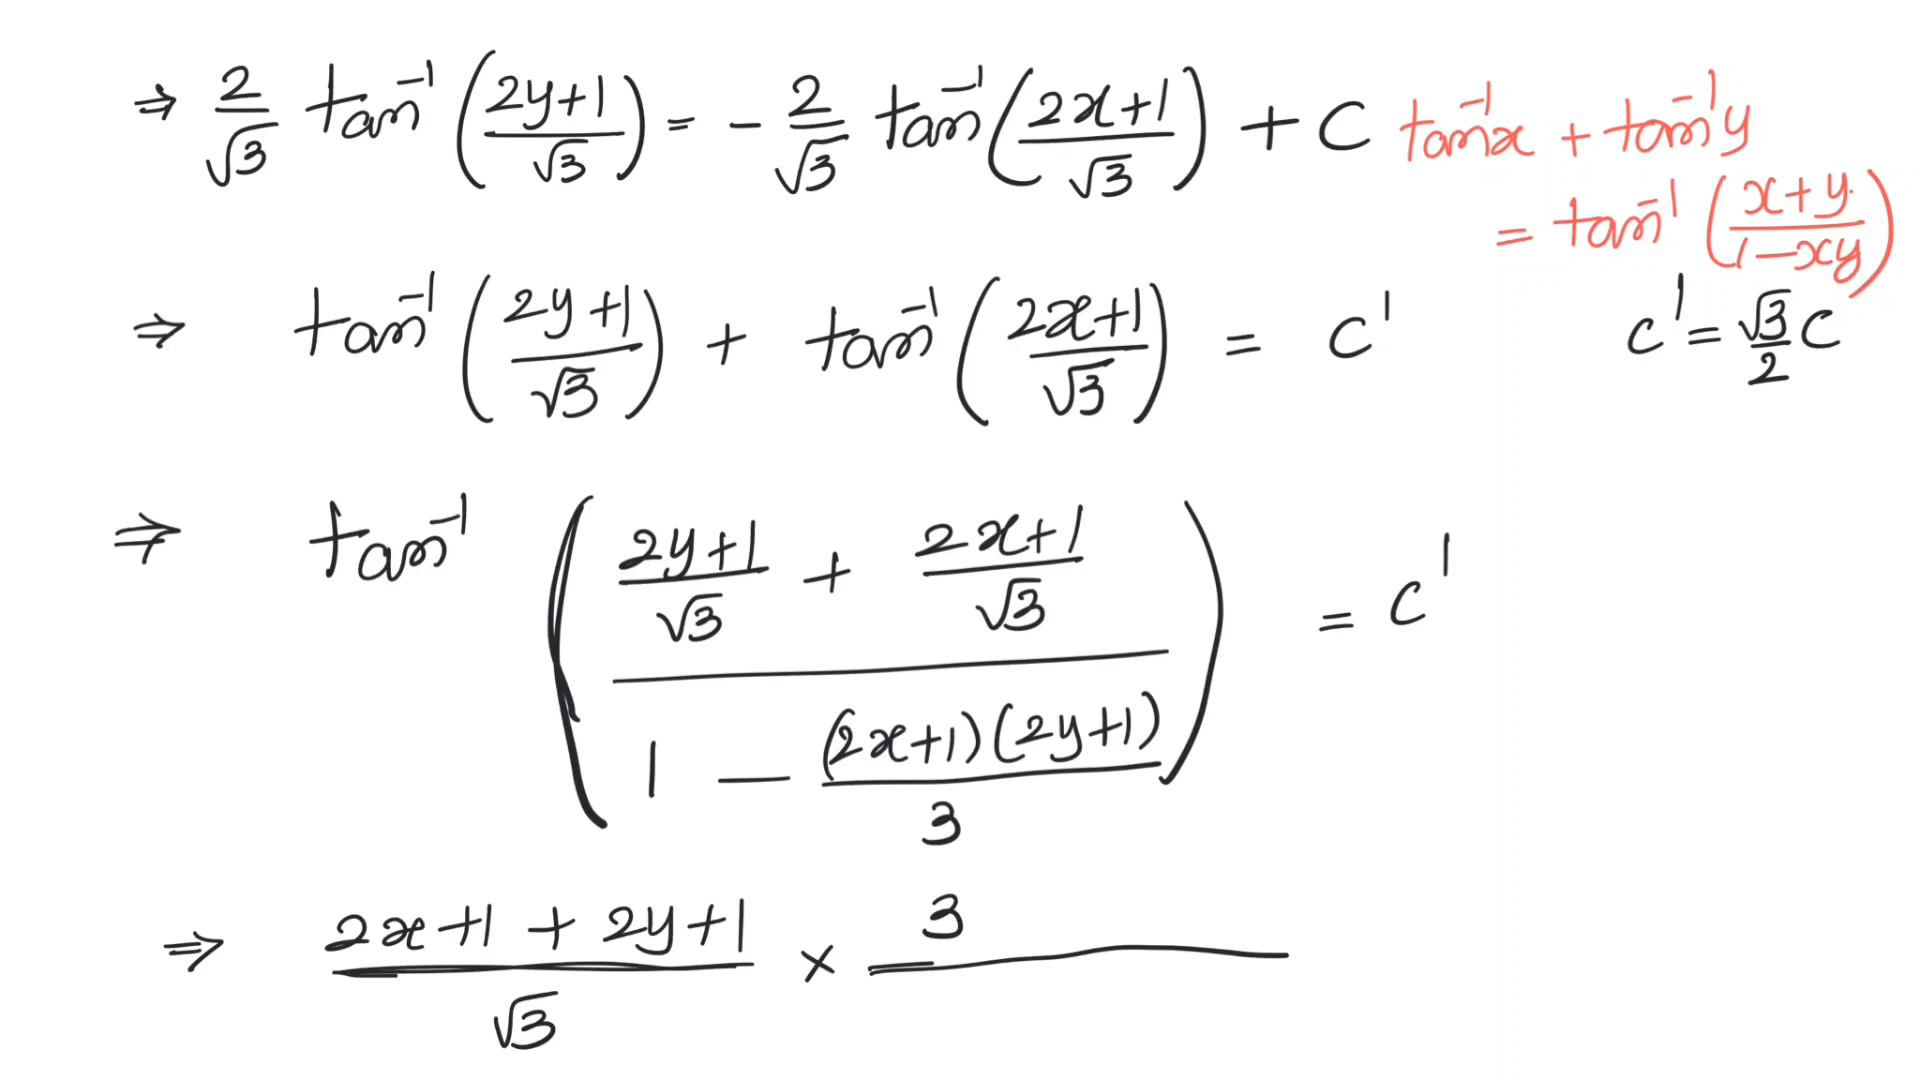 ⇒ 2/√3 tan⁻¹((2y+1)/√3) = - 2/√3 tan⁻¹((2x+1)/√3) + C
tan⁻¹x + tan⁻¹y
= tan⁻¹((x+y)/(1-xy))
⇒ tan⁻¹((2y+1)/√3) + tan⁻¹((2x+1)/√3) = C'
C' = √3/2 C
⇒ tan⁻¹(((2y+1)/√3 + (2x+1)/√3)/(1 - (2x+1)(2y+1)/3)) = C'
⇒ (2x+1 + 2y+1)/√3 × 3/